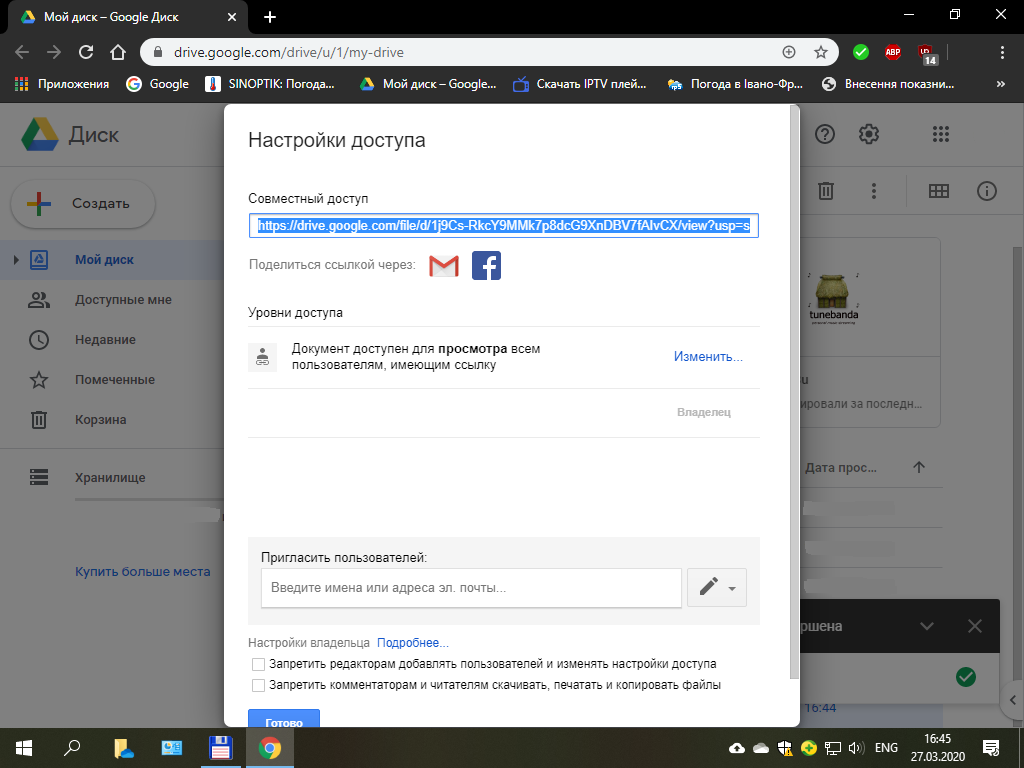 Мой диск – Google Диск
drive.google.com/drive/u/1/my-drive
ABP
14
Приложения
Google
SINOPTIK: Погода...
Мой диск – Google...
Скачать IPTV плей...
Погода в Івано-Фр...
Внесення показни...
»
Диск
Создать
Мой диск
Доступные мне
Недавние
Помеченные
Корзина
Хранилище
Купить больше места
Настройки доступа
Совместный доступ
https://drive.google.com/file/d/1j9Cs-RkcY9MMk7p8dcG9XnDBV7fAIvCX/view?usp=s
Поделиться ссылкой через:
Уровни доступа
Документ доступен для просмотра всем
пользователям, имеющим ссылку
Изменить...
Владелец
Пригласить пользователей:
Введите имена или адреса эл. почты...
Настройки владельца Подробнее...
Запретить редакторам добавлять пользователей и изменять настройки доступа
Запретить комментаторам и читателям скачивать, печатать и копировать файлы
Готово
tunebanda
u
ировали за последн...
Дата прос...
ршена
16:44
ENG
16:45
27.03.2020